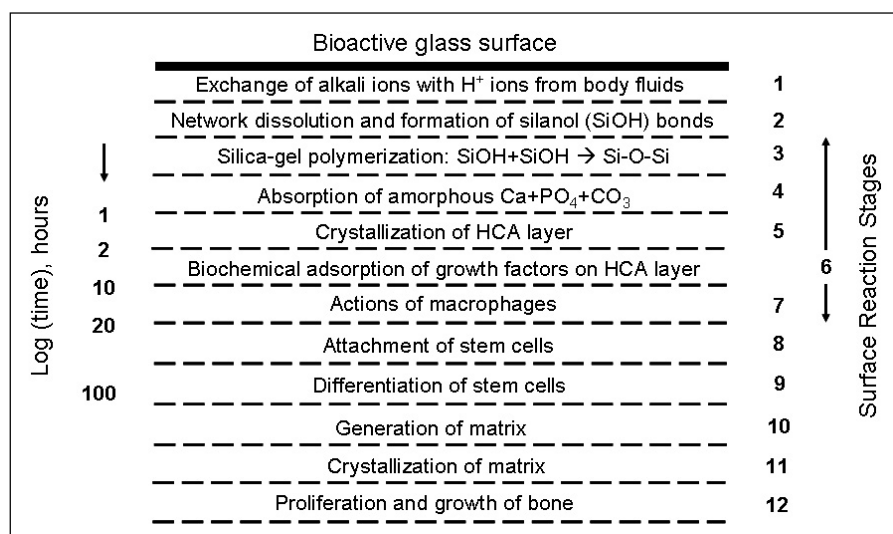 Bioactive glass surface
Exchange of alkali ions with H⁺ ions from body fluids 1
Network dissolution and formation of silanol (SiOH) bonds 2
Silica-gel polymerization: SiOH+SiOH → Si-O-Si 3
Absorption of amorphous Ca+PO₄+CO₃ 4
1
Crystallization of HCA layer 5
2
Biochemical adsorption of growth factors on HCA layer 6
10
Actions of macrophages 7
20
Attachment of stem cells 8
100
Differentiation of stem cells 9
Generation of matrix 10
Crystallization of matrix 11
Proliferation and growth of bone 12
Log (time), hours
Surface Reaction Stages